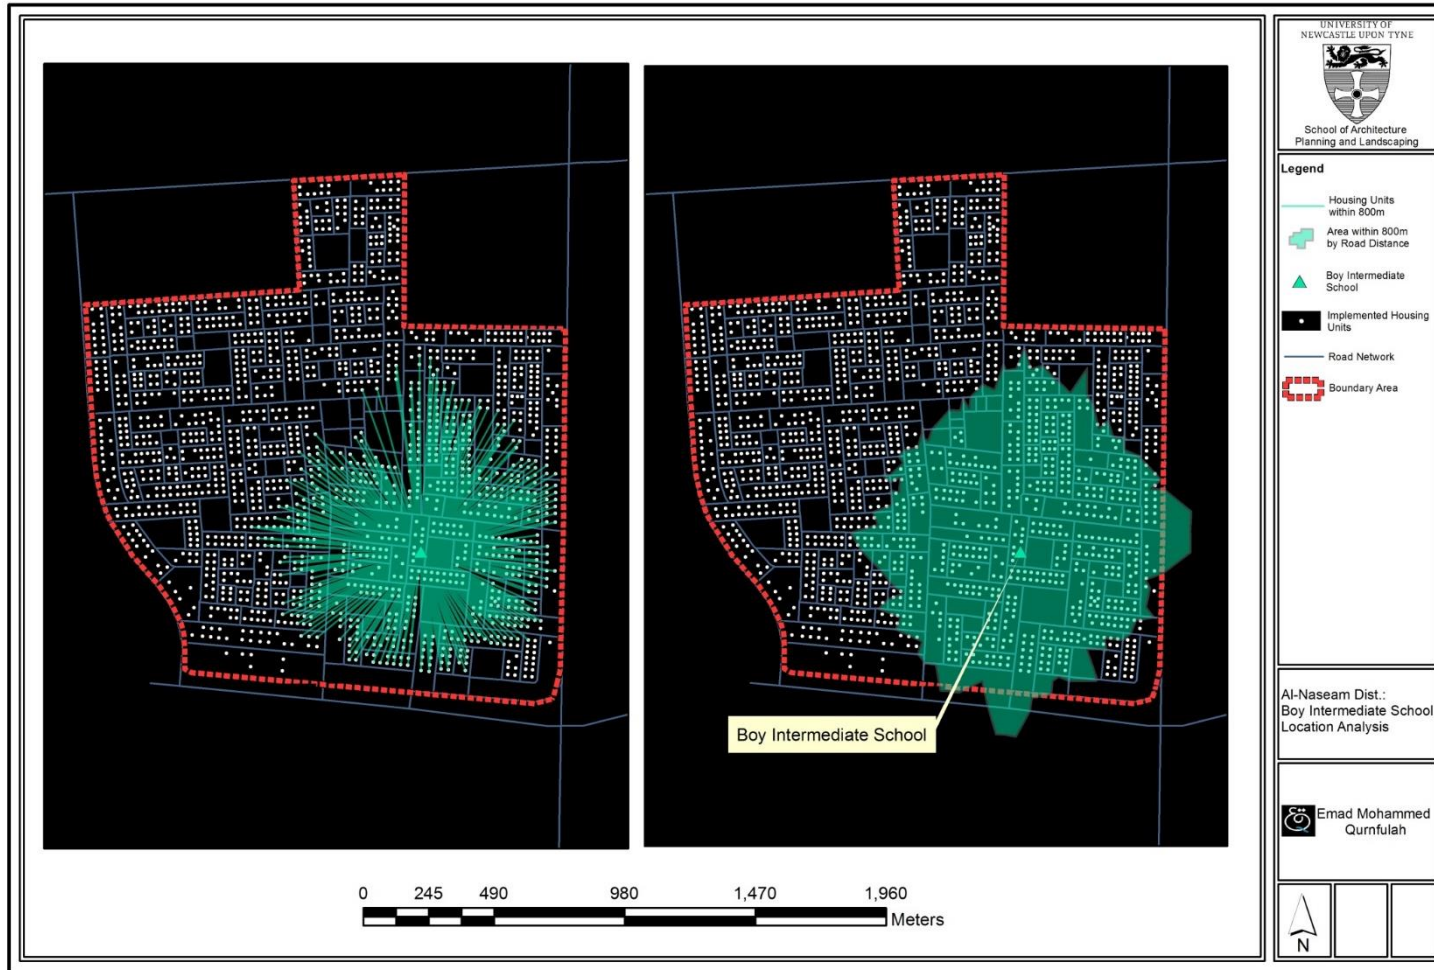 UNIVERSITY OF
NEWCASTLE UPON TYNE
School of Architecture
Planning and Landscaping
Legend
Housing Units
within 800m
Area within 800m
by Road Distance
Boy Intermediate
School
Implemented Housing
Units
Road Network
Boundary Area
Boy Intermediate School
Al-Naseam Dist.:
Boy Intermediate School
Location Analysis
Emad Mohammed
Qurnfulah
0 245 490 980 1,470 1,960
Meters
N